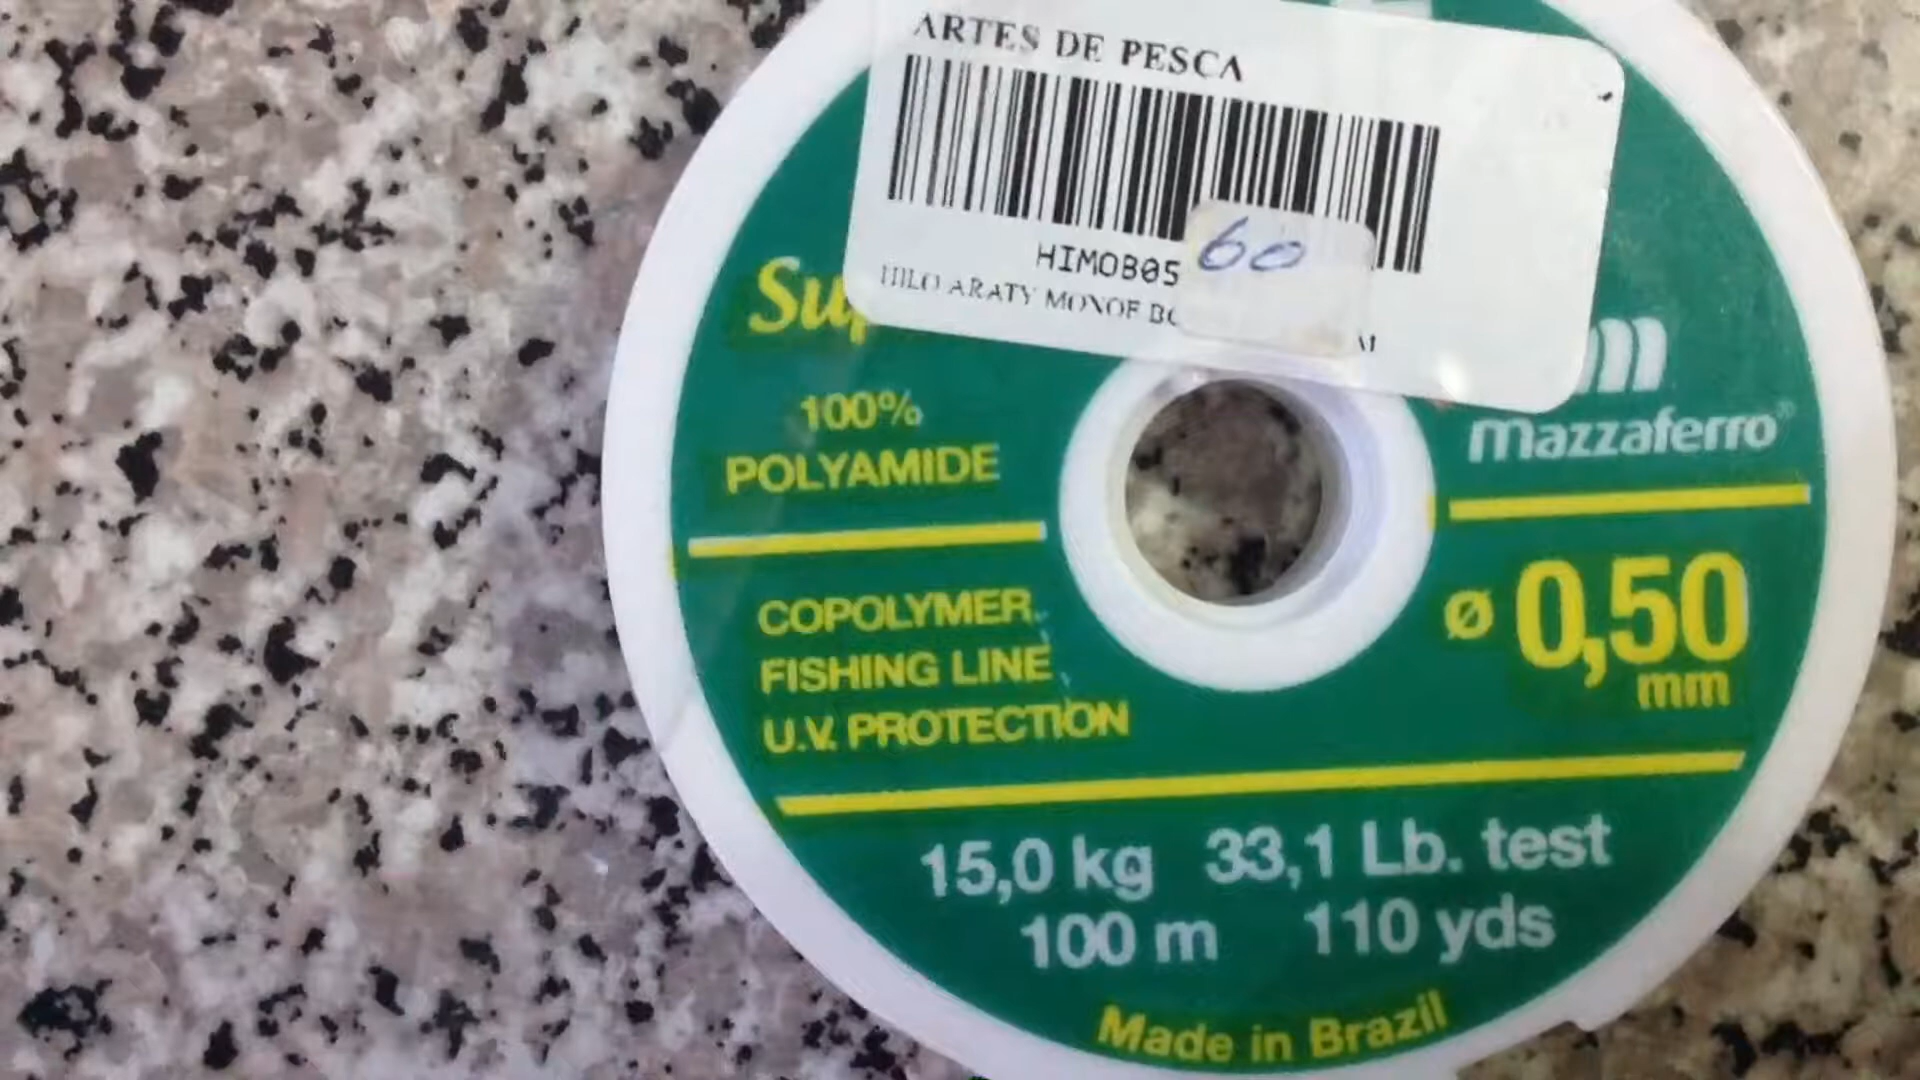 ARTES DE PESCA
HIMOB05
60
HILO ARATY MONOF
100%
POLYAMIDE
mazzaferro®
COPOLYMER
FISHING LINE
U.V. PROTECTION
ø 0,50
mm
15,0 kg 33,1 Lb. test
100 m 110 yds
Made in Brazil